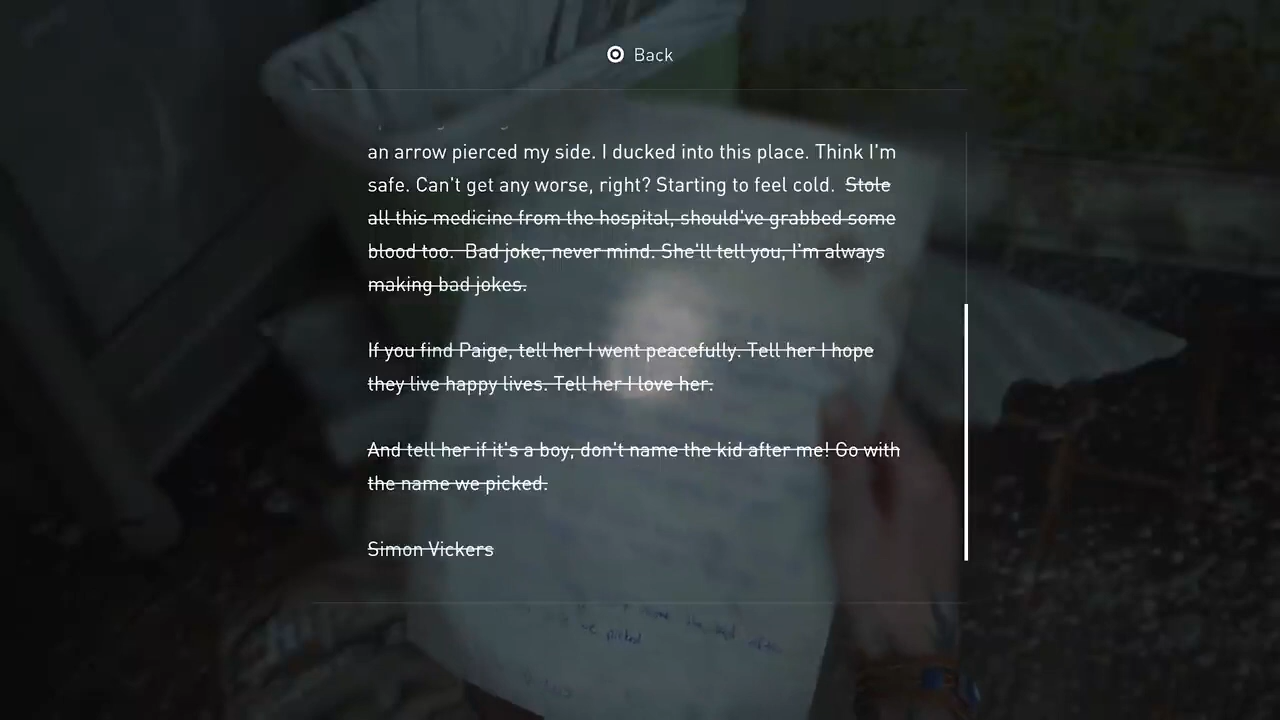 Back
an arrow pierced my side. I ducked into this place. Think I'm
safe. Can't get any worse, right? Starting to feel cold. Stole
all this medicine from the hospital, should've grabbed some
blood too. Bad joke, never mind. She'll tell you, I'm always
making bad jokes.
If you find Paige, tell her I went peacefully. Tell her I hope
they live happy lives. Tell her I love her.
And tell her if it's a boy, don't name the kid after me! Go with
the name we picked.
Simon Vickers
we picked